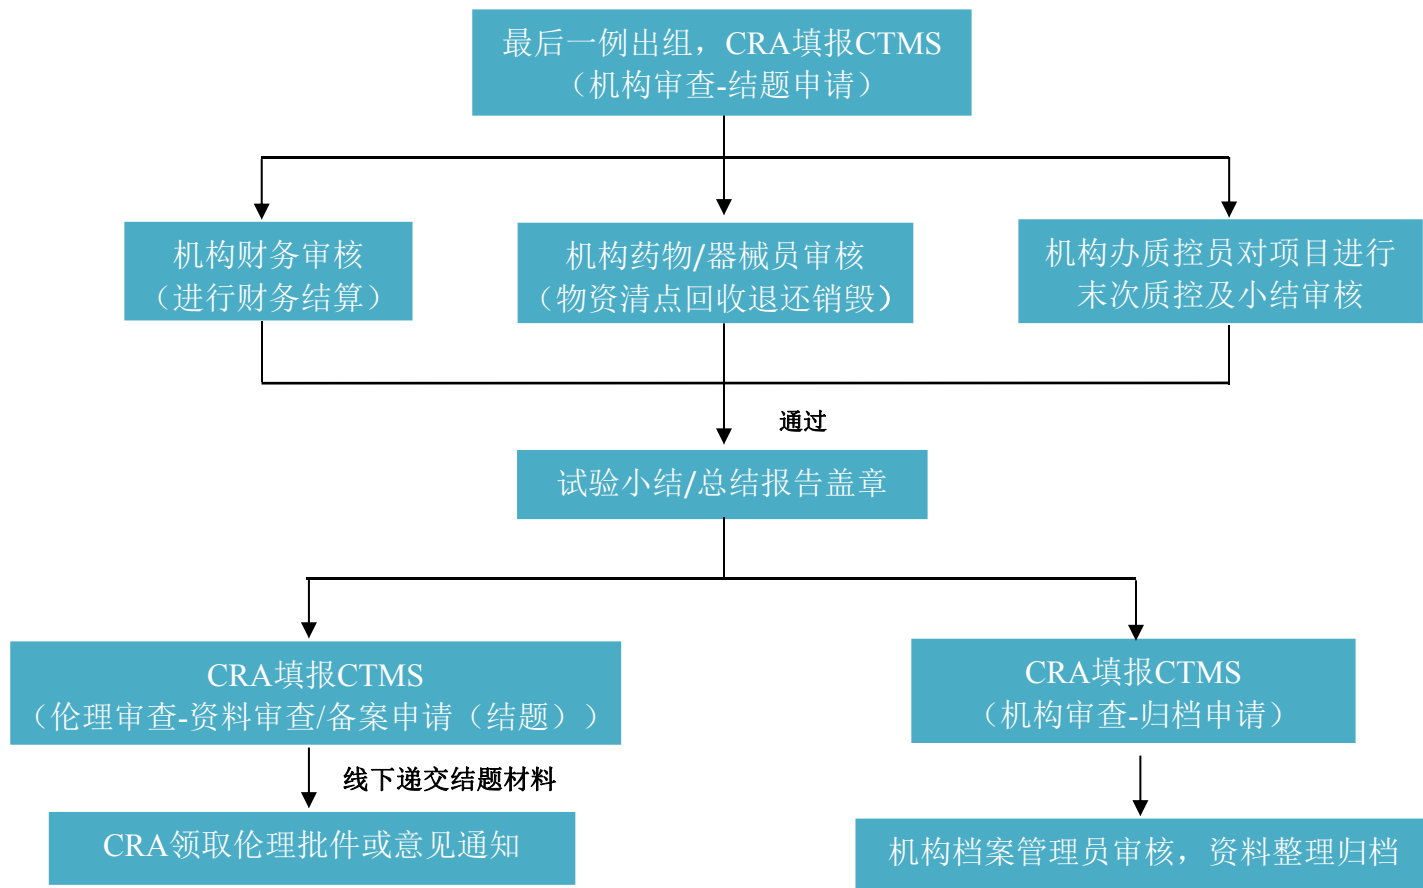 最后一例出组，CRA填报CTMS
（机构审查-结题申请）
机构财务审核
（进行财务结算）
机构药物/器械员审核
（物资清点回收退还销毁）
机构办质控员对项目进行
末次质控及小结审核
通过
试验小结/总结报告盖章
CRA填报CTMS
（伦理审查-资料审查/备案申请（结题））
CRA填报CTMS
（机构审查-归档申请）
线下递交结题材料
CRA领取伦理批件或意见通知
机构档案管理员审核，资料整理归档